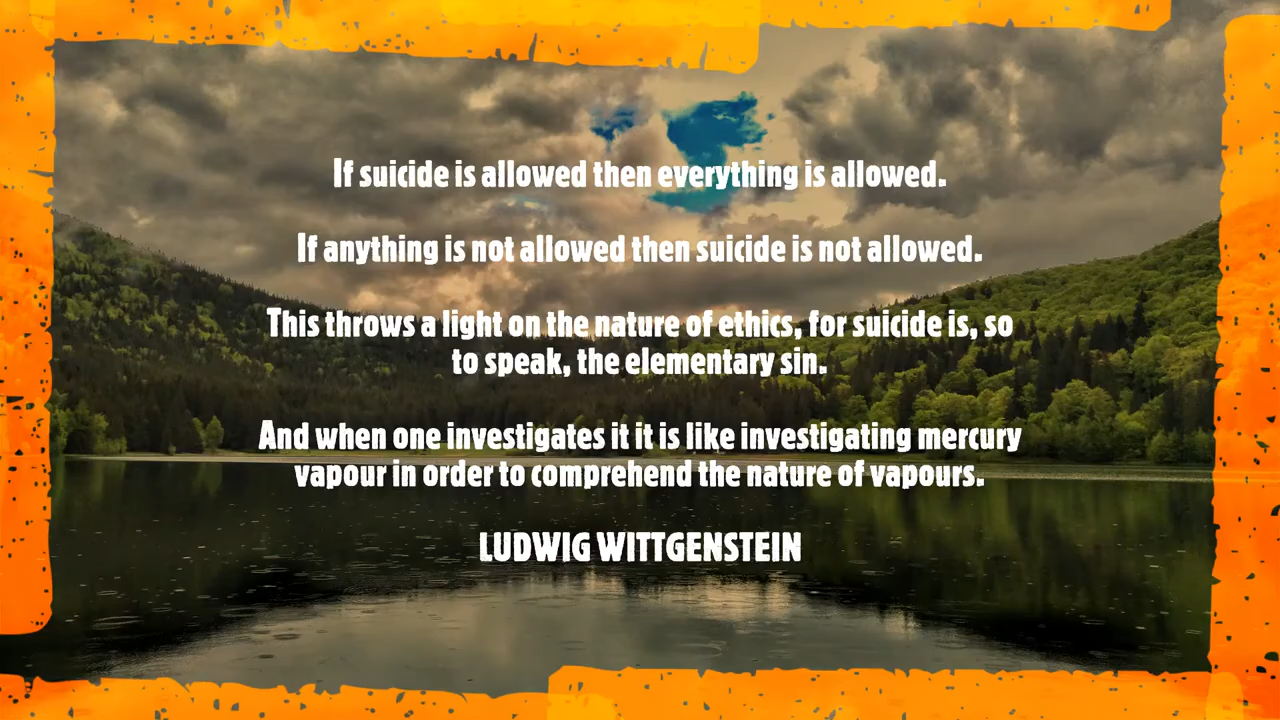 If suicide is allowed then everything is allowed.
If anything is not allowed then suicide is not allowed.
This throws a light on the nature of ethics, for suicide is, so
to speak, the elementary sin.
And when one investigates it it is like investigating mercury
vapour in order to comprehend the nature of vapours.
LUDWIG WITTGENSTEIN